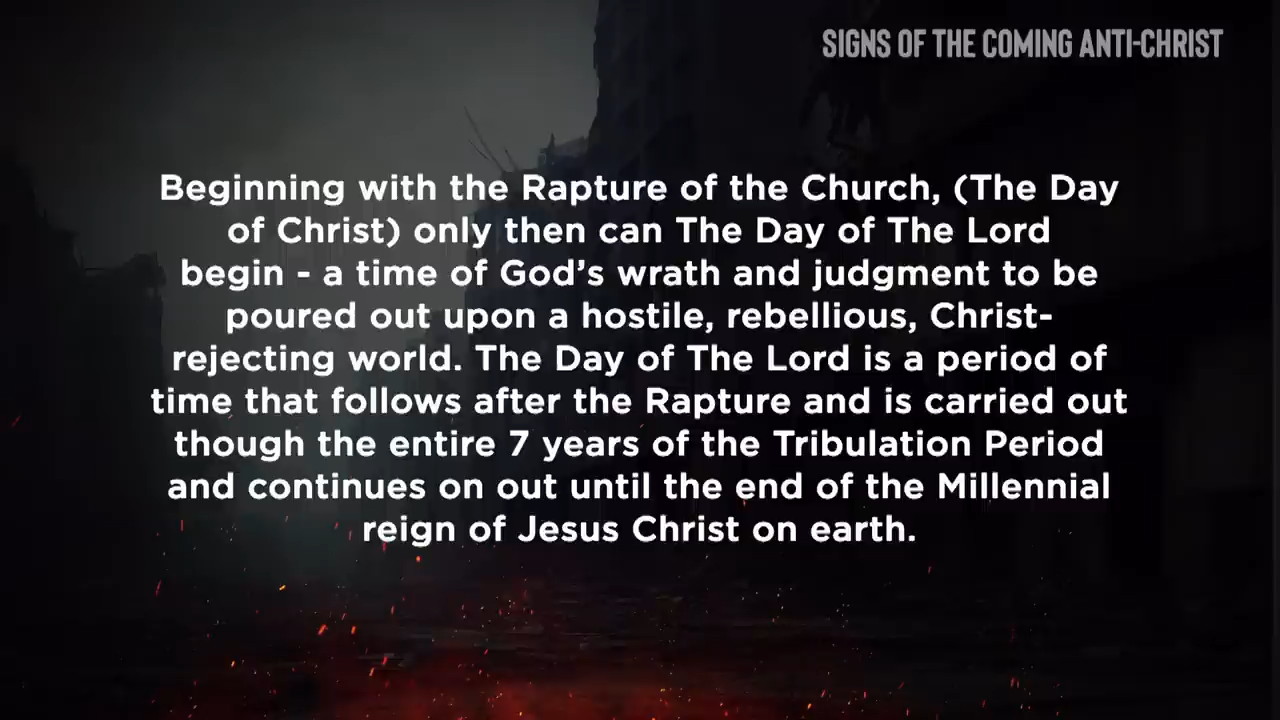 SIGNS OF THE COMING ANTI-CHRIST
Beginning with the Rapture of the Church, (The Day
of Christ) only then can The Day of The Lord
begin - a time of God’s wrath and judgment to be
poured out upon a hostile, rebellious, Christ-
rejecting world. The Day of The Lord is a period of
time that follows after the Rapture and is carried out
though the entire 7 years of the Tribulation Period
and continues on out until the end of the Millennial
reign of Jesus Christ on earth.